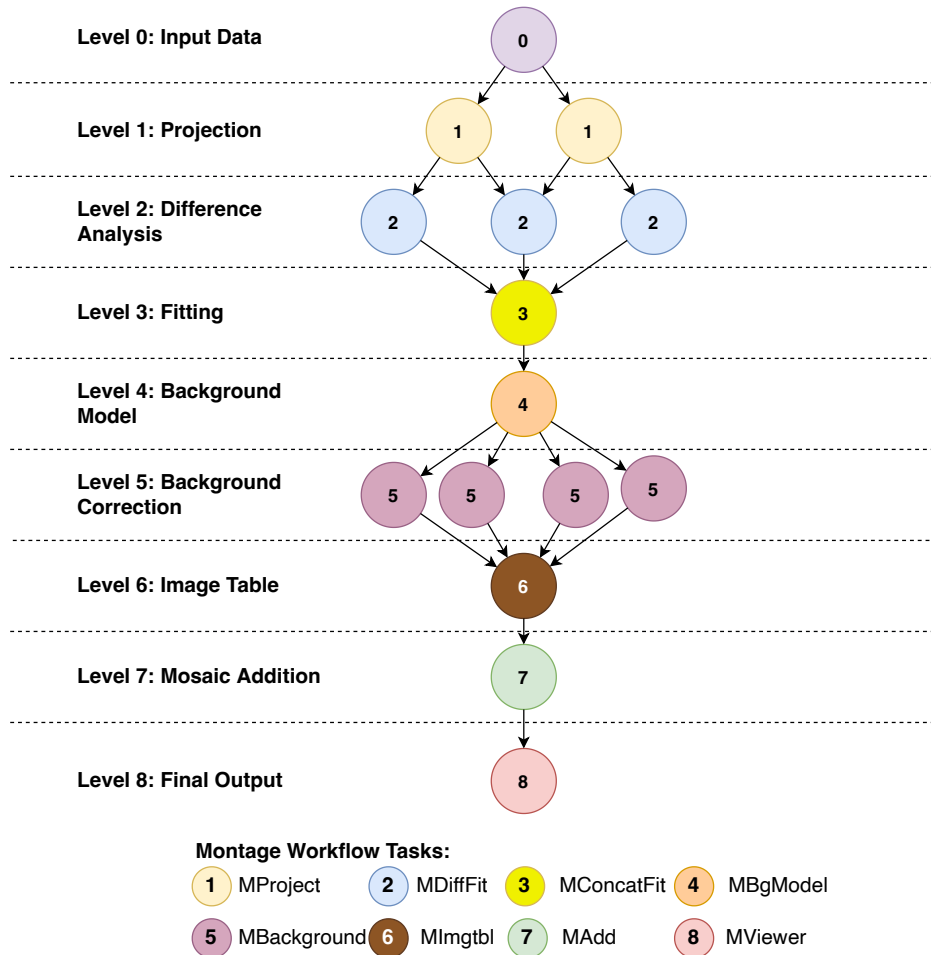 Level 0: Input Data
0
Level 1: Projection
1 1
Level 2: Difference
Analysis
2 2 2
Level 3: Fitting
3
Level 4: Background
Model
4
Level 5: Background
Correction
5 5 5 5
Level 6: Image Table
6
Level 7: Mosaic Addition
7
Level 8: Final Output
8
Montage Workflow Tasks:
1 MProject 2 MDiffFit 3 MConcatFit 4 MBgModel
5 MBackground 6 MImgtbl 7 MAdd 8 MViewer